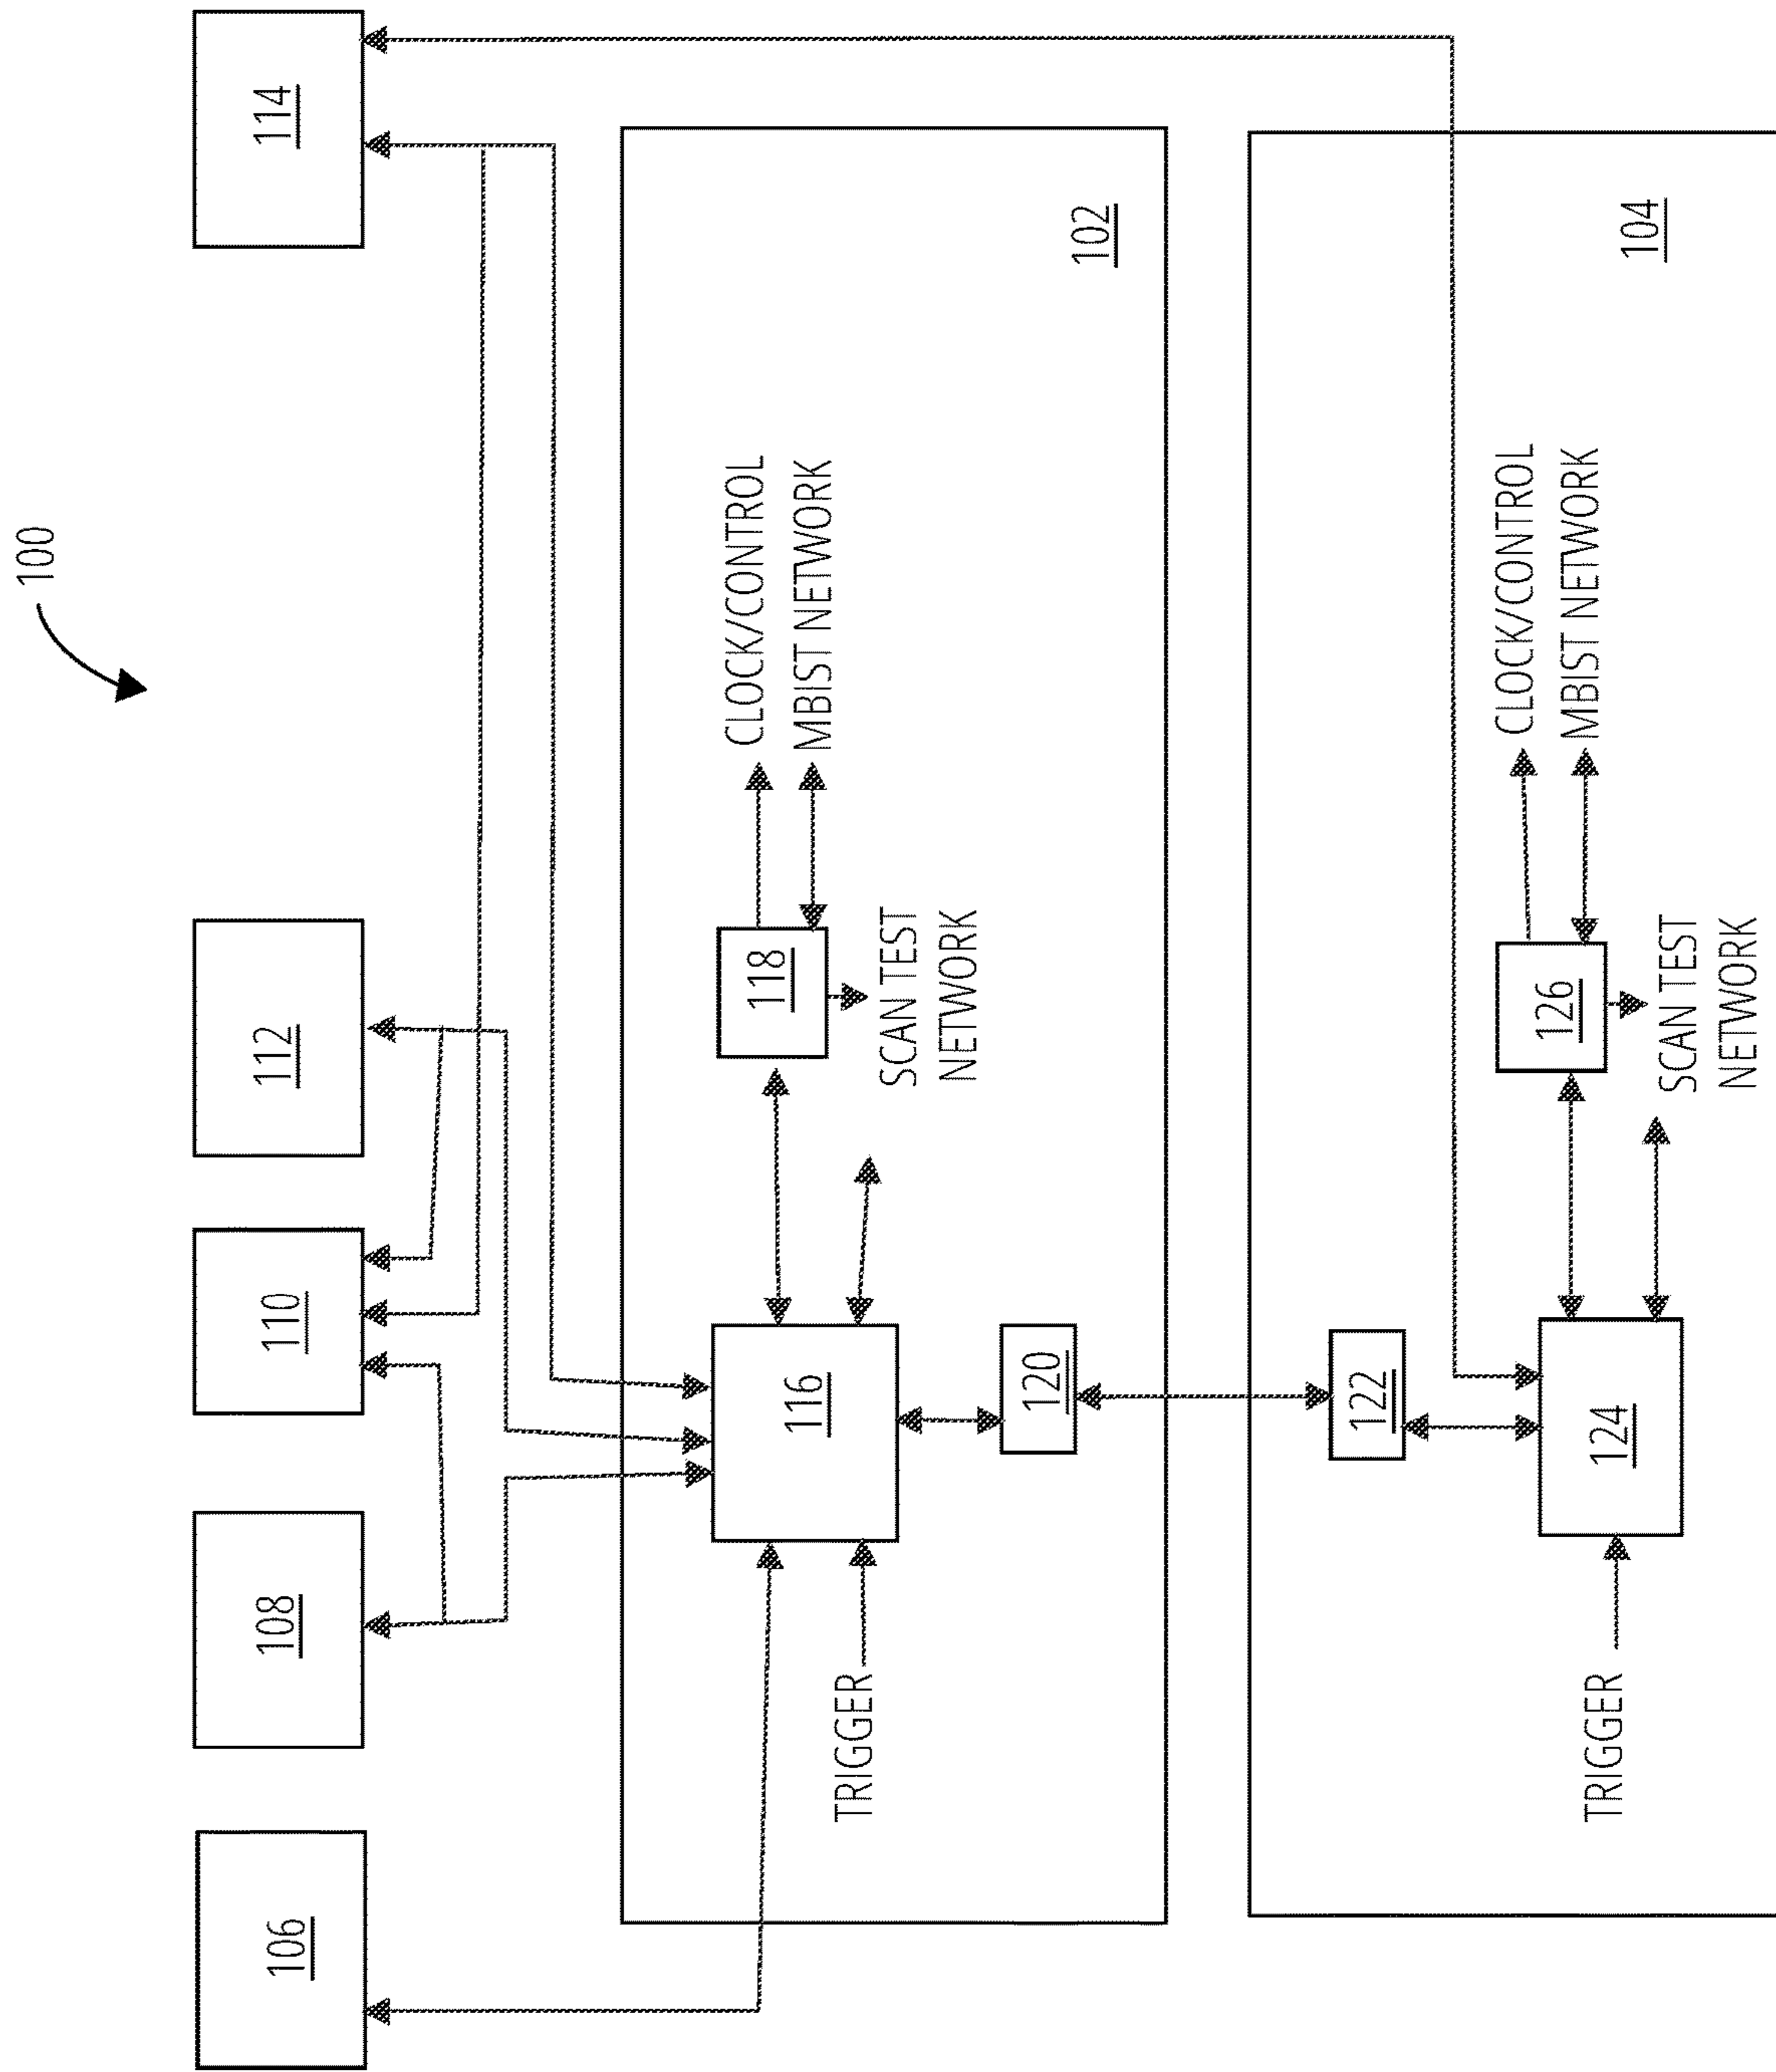 100
106
108
110
112
114
116
118
CLOCK/CONTROL
MBIST NETWORK
SCAN TEST
NETWORK
TRIGGER
120
102
122
124
126
CLOCK/CONTROL
MBIST NETWORK
SCAN TEST
NETWORK
TRIGGER
104